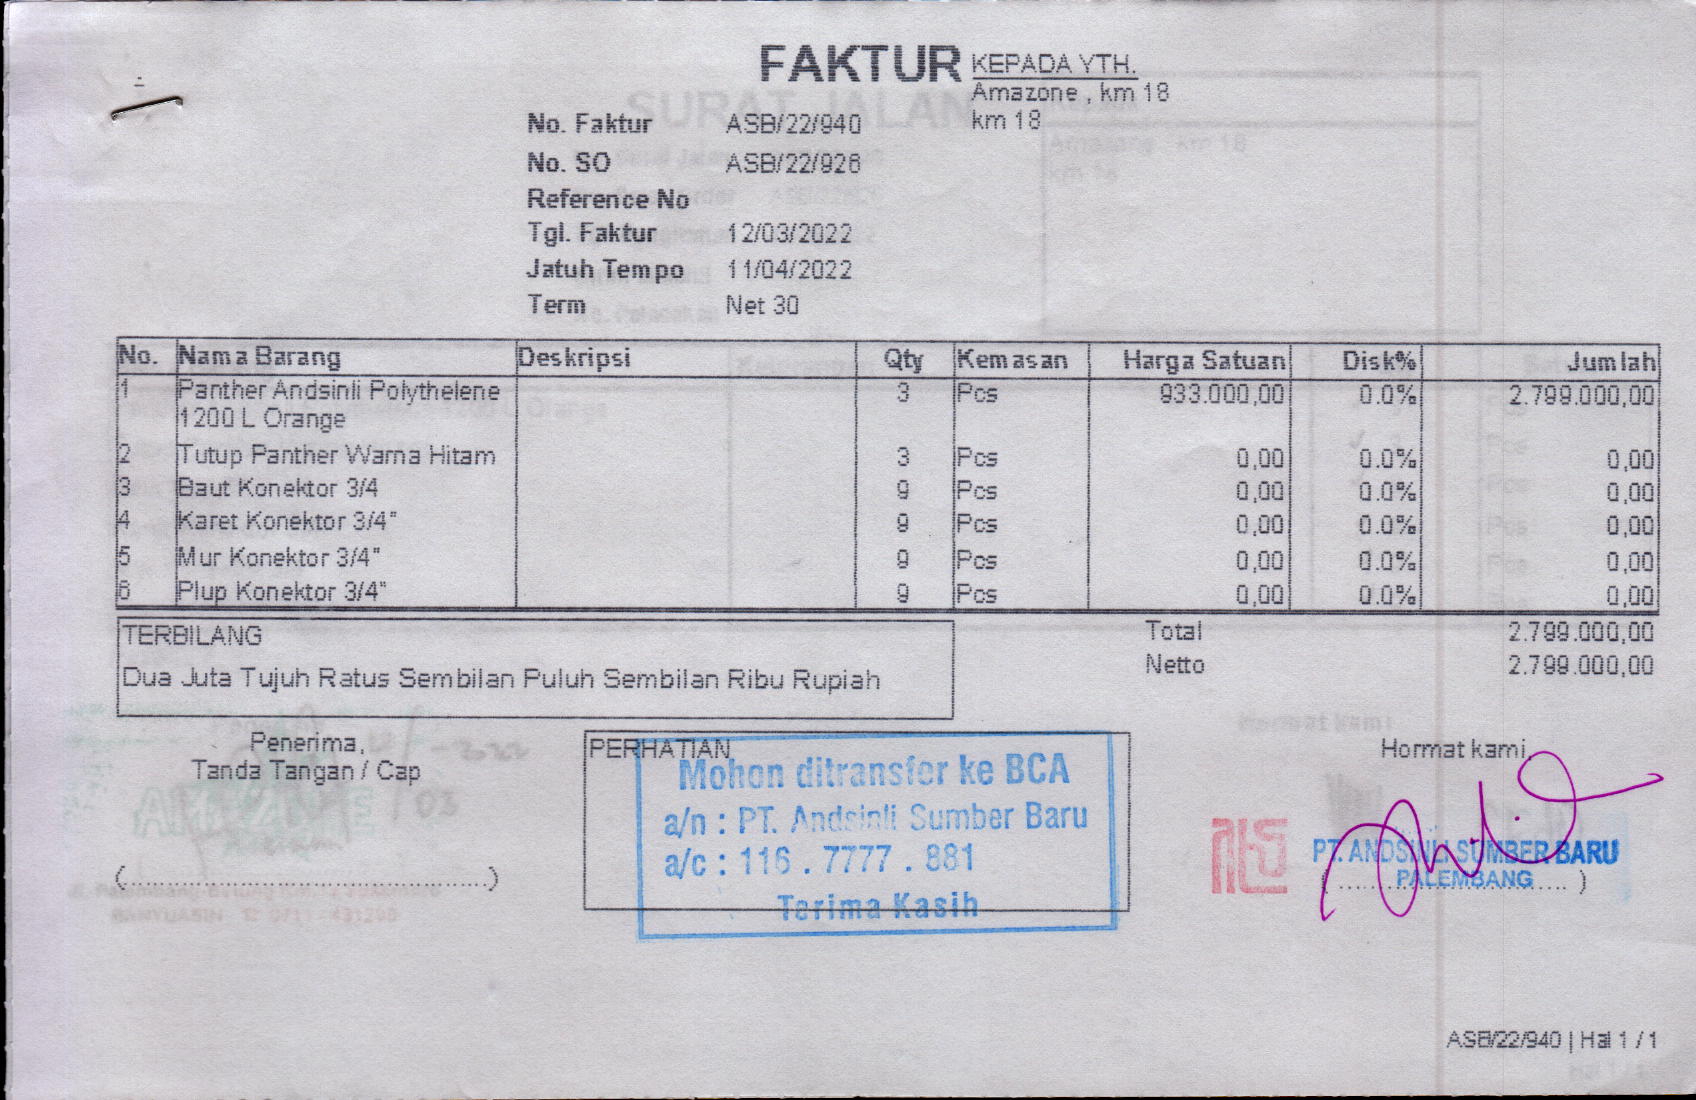 FAKTUR
KEPADA YTH.
Amazone , km 18
km 18
No. Faktur ASB/22/940
No. SO ASB/22/926
Reference No
Tgl. Faktur 12/03/2022
Jatuh Tempo 11/04/2022
Term Net 30
No. Nama Barang Deskripsi Qty Kemasan Harga Satuan Disk% Jumlah
1 Panther Andsinli Polythelene 3 Pcs 933.000,00 0.0% 2.799.000,00
1200 L Orange
2 Tutup Panther Warna Hitam 3 Pcs 0,00 0.0% 0,00
3 Baut Konektor 3/4 9 Pcs 0,00 0.0% 0,00
4 Karet Konektor 3/4" 9 Pcs 0,00 0.0% 0,00
5 Mur Konektor 3/4" 9 Pcs 0,00 0.0% 0,00
6 Plup Konektor 3/4" 9 Pcs 0,00 0.0% 0,00
TERBILANG
Dua Juta Tujuh Ratus Sembilan Puluh Sembilan Ribu Rupiah
Total 2.799.000,00
Netto 2.799.000,00
Penerima,
Tanda Tangan / Cap
(..............................................)
PERHATIAN
Mohon ditransfer ke BCA
a/n : PT. Andsinli Sumber Baru
a/c : 116 . 7777 . 881
Terima Kasih
Hormat kami,
PT. ANDSINLI SUMBER BARU
PALEMBANG
ASB/22/940 | Hal 1 / 1